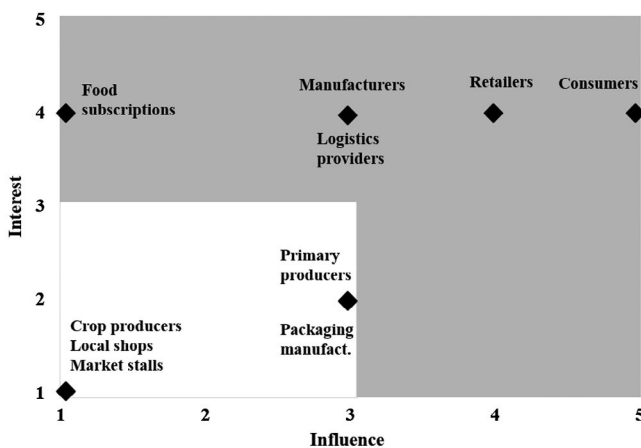 5
Food
subscriptions
Manufacturers
Retailers
Consumers
4
Logistics
providers
Interest
3
Primary
producers
2
Packaging
manufact.
Crop producers
Local shops
Market stalls
1
1
2
3
4
5
Influence